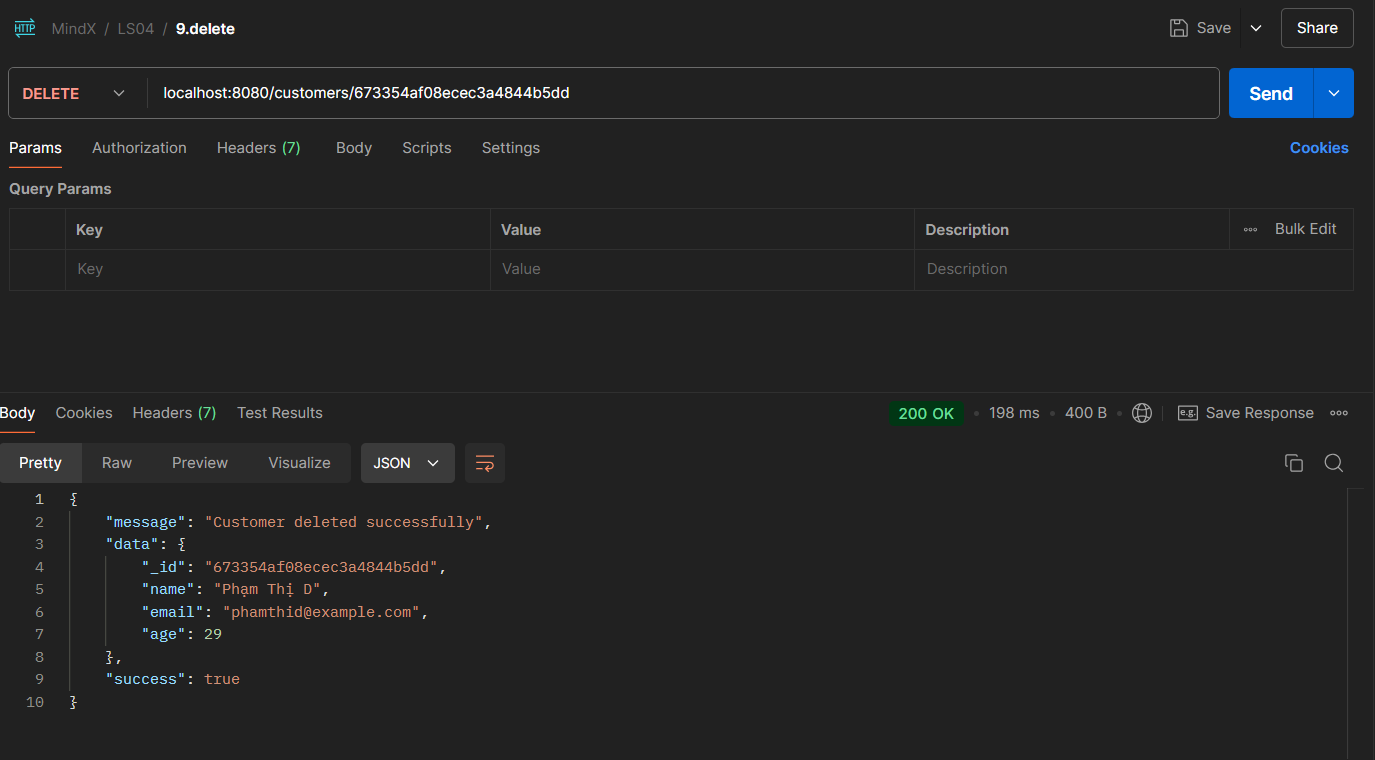 HTTP MindX / LS04 / 9.delete Save Share
DELETE localhost:8080/customers/673354af08ecec3a4844b5dd Send
Params Authorization Headers (7) Body Scripts Settings Cookies
Query Params
Key Value Description ooo Bulk Edit
Key Value Description
Body Cookies Headers (7) Test Results 200 OK • 198 ms • 400 B • e.g. Save Response ooo
Pretty Raw Preview Visualize JSON
1 {
2 "message": "Customer deleted successfully",
3 "data": {
4 "_id": "673354af08ecec3a4844b5dd",
5 "name": "Phạm Thị D",
6 "email": "phamthid@example.com",
7 "age": 29
8 },
9 "success": true
10 }